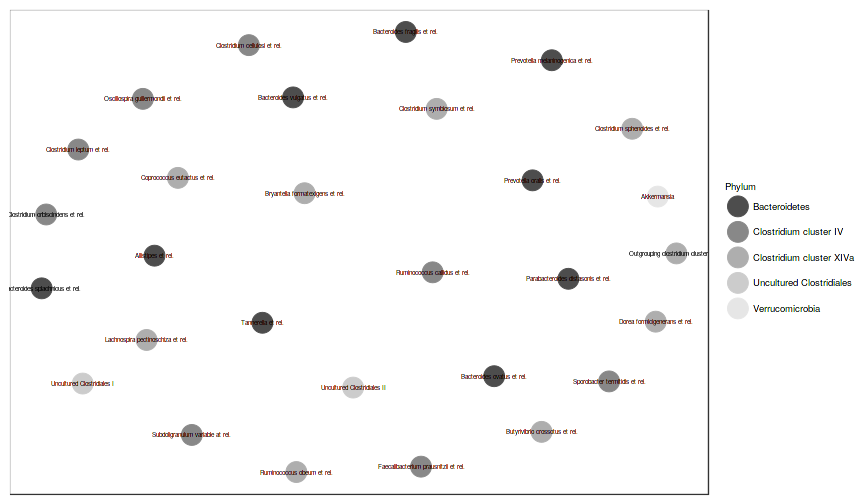 Bacteroides fragilis et rel.
Clostridium cellulosi et rel.
Prevotella melaninogenica et rel.
Oscillospira guillermondii et rel.
Bacteroides vulgatus et rel.
Clostridium symbiosum et rel.
Clostridium sphenoides et rel.
Clostridium leptum et rel.
Coprococcus eutactus et rel.
Prevotella oralis et rel.
Bryantella formatexigens et rel.
Akkermansia
Clostridium orbiscindens et rel.
Allistipes et rel.
Outgrouping clostridium cluster
Ruminococcus callidus et rel.
Parabacteroides distasonis et rel.
cteroides splachnicus et rel.
Tannerella et rel.
Dorea formicigenerans et rel.
Lachnospira pectinoschiza et rel.
Bacteroides ovatus et rel.
Uncultured Clostridiales I
Uncultured Clostridiales II
Sporobacter termitidis et rel.
Subdoligranulum variable at rel.
Butyrivibrio crossotus et rel.
Ruminococcus obeum et rel.
Faecalibacterium prausnitzii et rel.
Phylum
Bacteroidetes
Clostridium cluster IV
Clostridium cluster XIVa
Uncultured Clostridiales
Verrucomicrobia